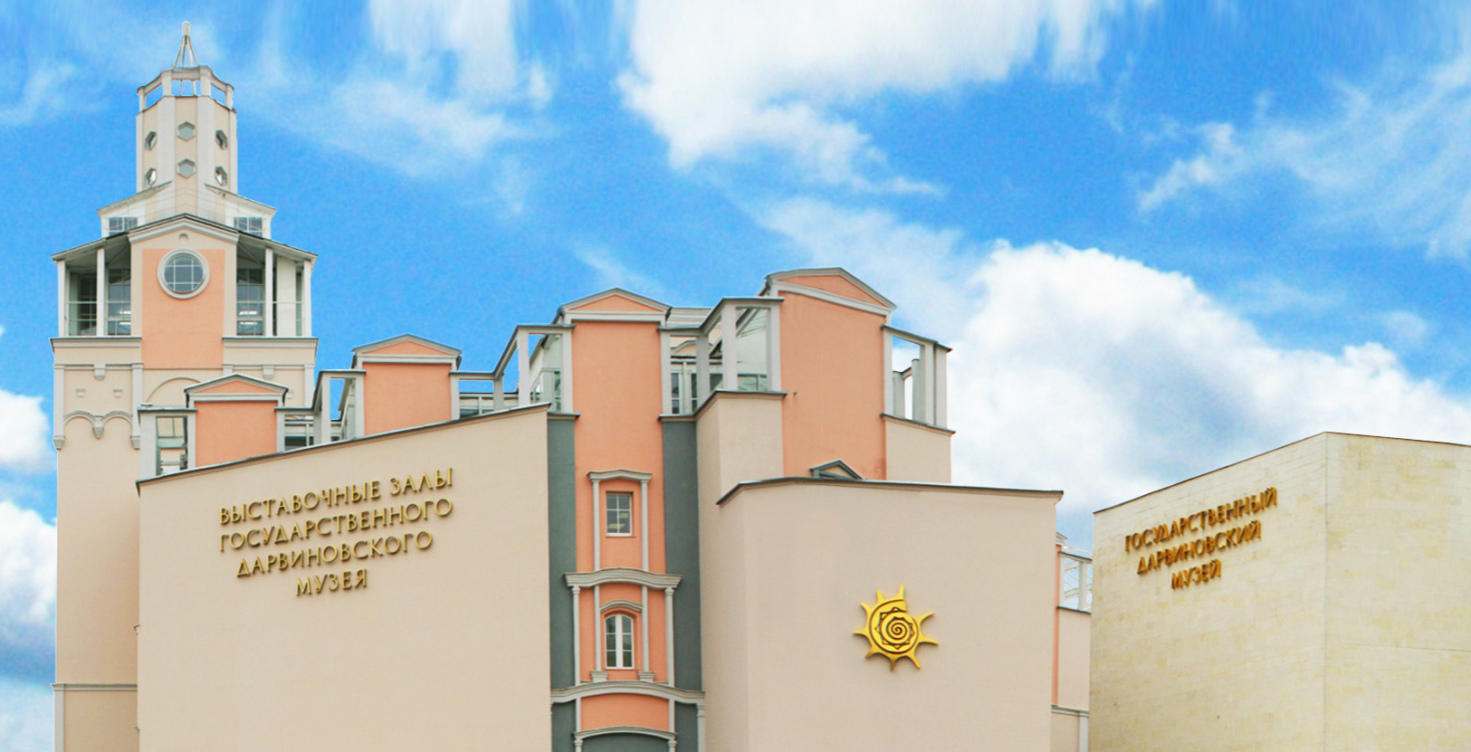 ВЫСТАВОЧНЫЕ ЗАЛЫ
ГОСУДАРСТВЕННОГО
ДАРВИНОВСКОГО
МУЗЕЯ
ГОСУДАРСТВЕННЫЙ
ДАРВИНОВСКИЙ
МУЗЕЙ